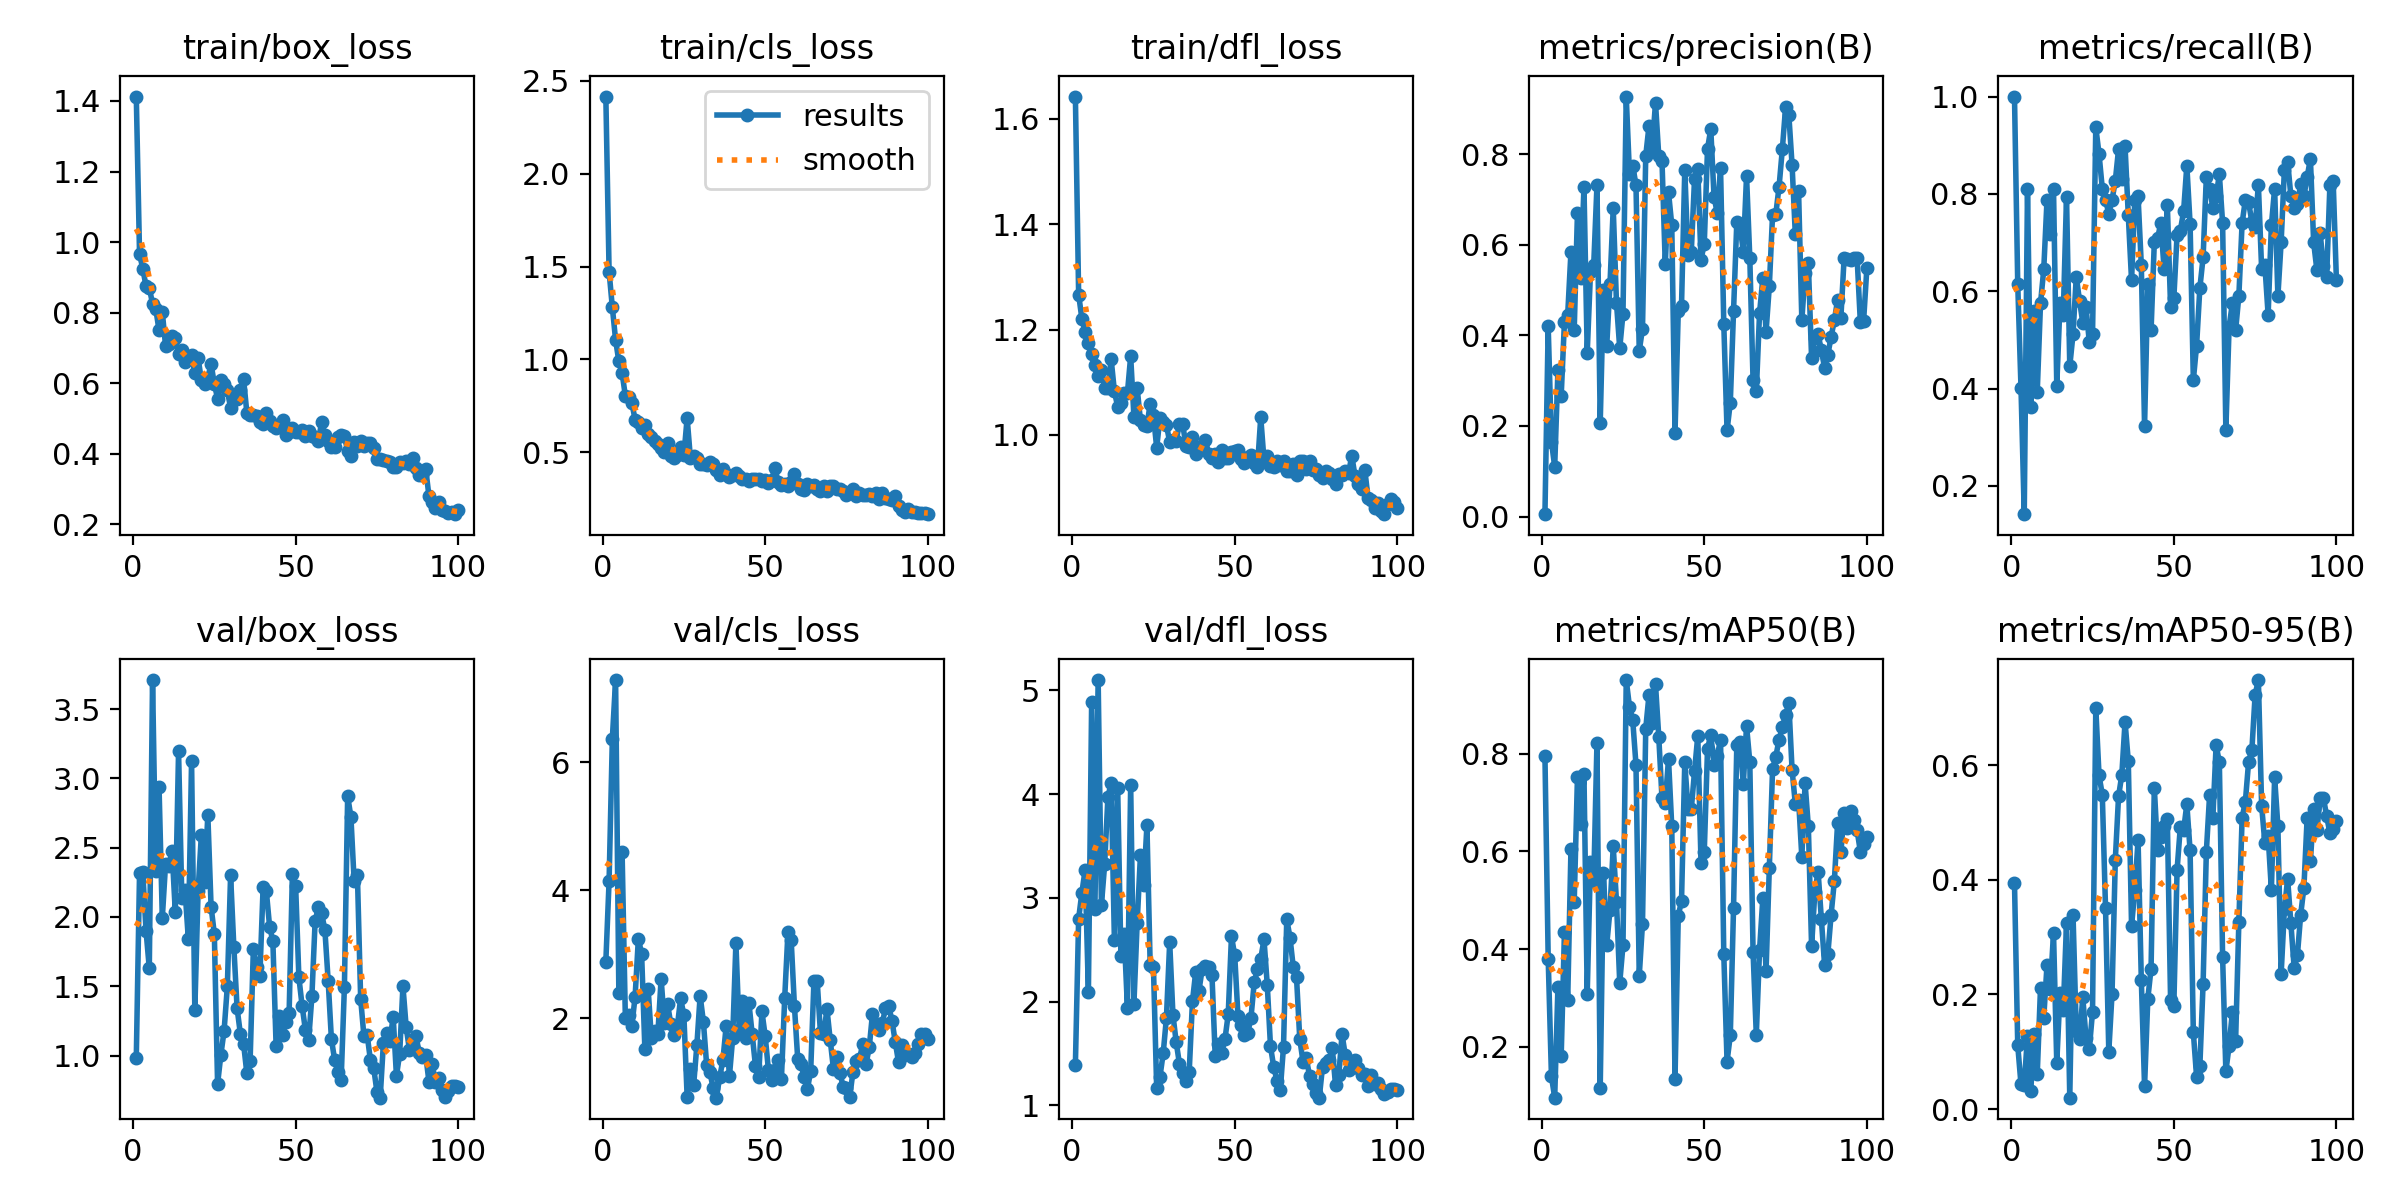 train/box_loss
1.4
1.2
1.0
0.8
0.6
0.4
0.2
0 50 100
train/cls_loss
results
smooth
2.5
2.0
1.5
1.0
0.5
0 50 100
train/dfl_loss
1.6
1.4
1.2
1.0
0 50 100
metrics/precision(B)
0.8
0.6
0.4
0.2
0.0
0 50 100
metrics/recall(B)
1.0
0.8
0.6
0.4
0.2
0 50 100
val/box_loss
3.5
3.0
2.5
2.0
1.5
1.0
0 50 100
val/cls_loss
6
4
2
0 50 100
val/dfl_loss
5
4
3
2
1
0 50 100
metrics/mAP50(B)
0.8
0.6
0.4
0.2
0 50 100
metrics/mAP50-95(B)
0.6
0.4
0.2
0.0
0 50 100